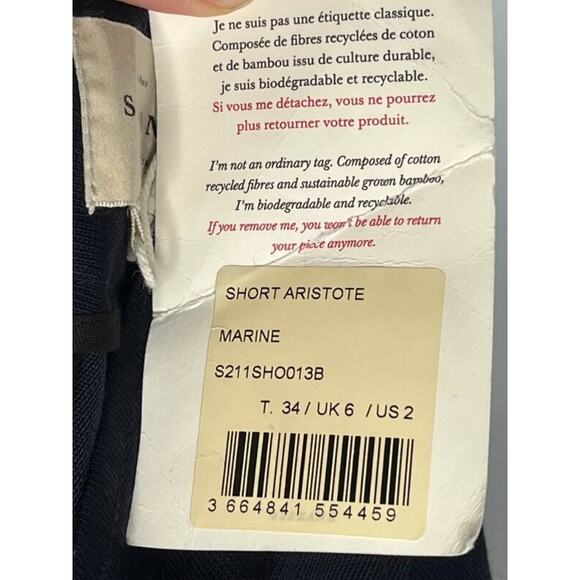 Je ne suis pas une étiquette classique.
Composée de fibres recyclées de coton
et de bambou issu de culture durable,
je suis biodégradable et recyclable.
Si vous me détachez, vous ne pourrez
plus retourner votre produit.
I'm not an ordinary tag. Composed of cotton
recycled fibres and sustainable grown bamboo,
I'm biodegradable and recyclable.
If you remove me, you won't be able to return
your piece anymore.
SHORT ARISTOTE
MARINE
S211SHO013B
T. 34 / UK 6 / US 2
3 664841 554459